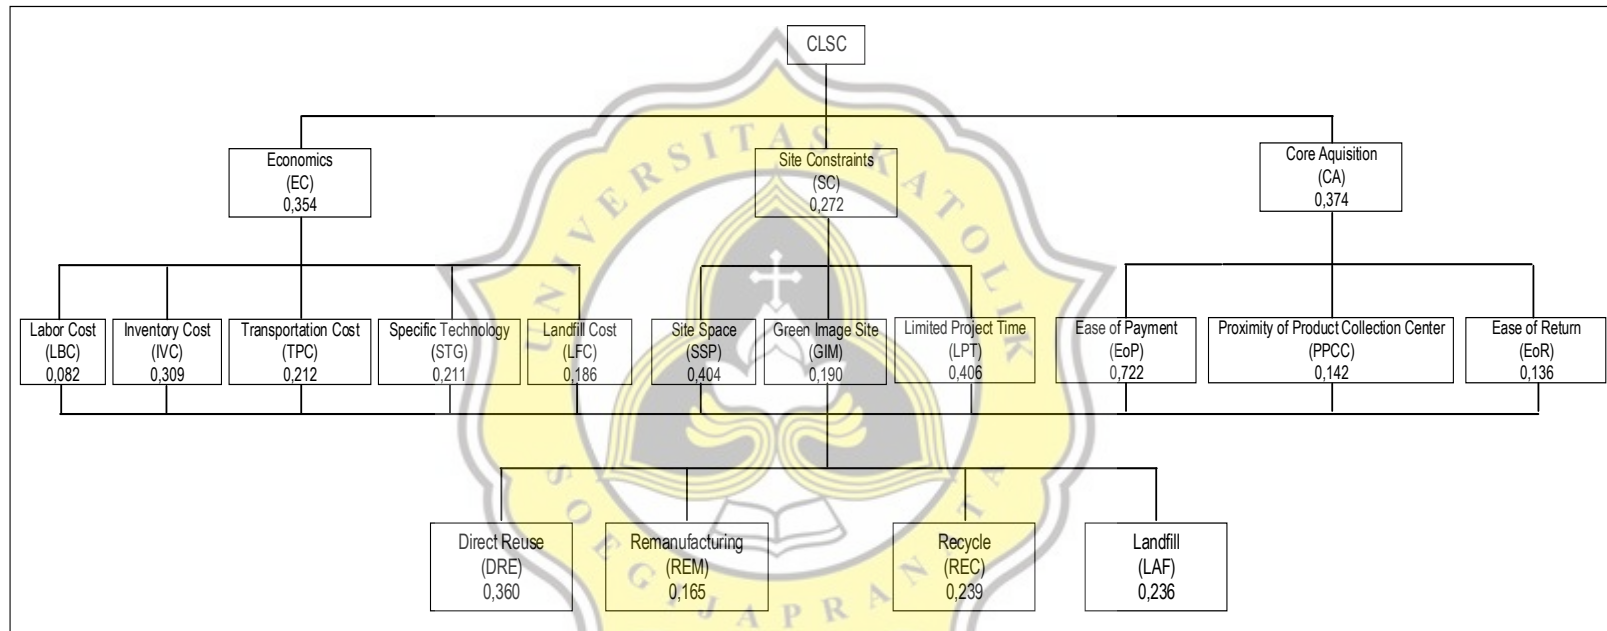 CLSC
Economics
(EC)
0,354
Site Constraints
(SC)
0,272
Core Aquisition
(CA)
0,374
Labor Cost
(LBC)
0,082
Inventory Cost
(IVC)
0,309
Transportation Cost
(TPC)
0,212
Specific Technology
(STG)
0,211
Landfill Cost
(LFC)
0,186
Site Space
(SSP)
0,404
Green Image Site
(GIM)
0,190
Limited Project Time
(LPT)
0,406
Ease of Payment
(EoP)
0,722
Proximity of Product Collection Center
(PPCC)
0,142
Ease of Return
(EoR)
0,136
Direct Reuse
(DRE)
0,360
Remanufacturing
(REM)
0,165
Recycle
(REC)
0,239
Landfill
(LAF)
0,236
UNIVERSITAS KATOLIK
SOEGIJAPRANATA